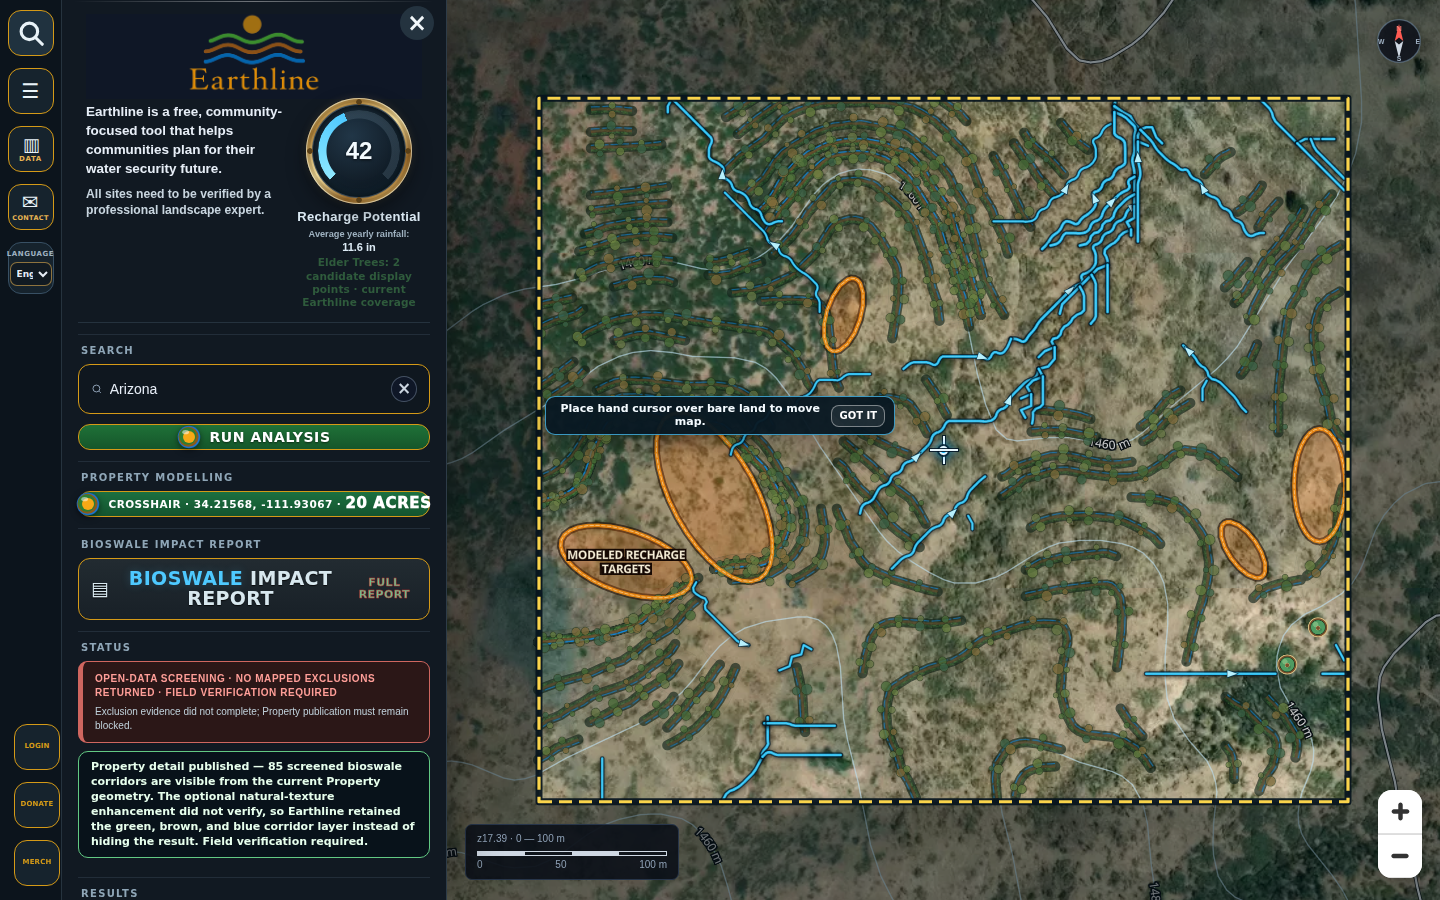 Earthline
Earthline is a free, community-
focused tool that helps
communities plan for their
water security future.
All sites need to be verified by a
professional landscape expert.
42
Recharge Potential
Average yearly rainfall:
11.6 in
Elder Trees: 2
candidate display
points · current
Earthline coverage
DATA
CONTACT
LANGUAGE
Eng
SEARCH
Arizona
RUN ANALYSIS
PROPERTY MODELLING
CROSSHAIR · 34.21568, -111.93067 · 20 ACRES
BIOSWALE IMPACT REPORT
BIOSWALE IMPACT
REPORT
FULL
REPORT
STATUS
OPEN-DATA SCREENING · NO MAPPED EXCLUSIONS
RETURNED · FIELD VERIFICATION REQUIRED
Exclusion evidence did not complete; Property publication must remain
blocked.
Property detail published — 85 screened bioswale
corridors are visible from the current Property
geometry. The optional natural-texture
enhancement did not verify, so Earthline retained
the green, brown, and blue corridor layer instead of
hiding the result. Field verification required.
RESULTS
LOGIN
DONATE
MERCH
N
W
E
S
Place hand cursor over bare land to move
map.
GOT IT
1460 m
MODELED RECHARGE
TARGETS
1460 m
1460 m
z17.39 · 0 — 100 m
0 50 100 m
m